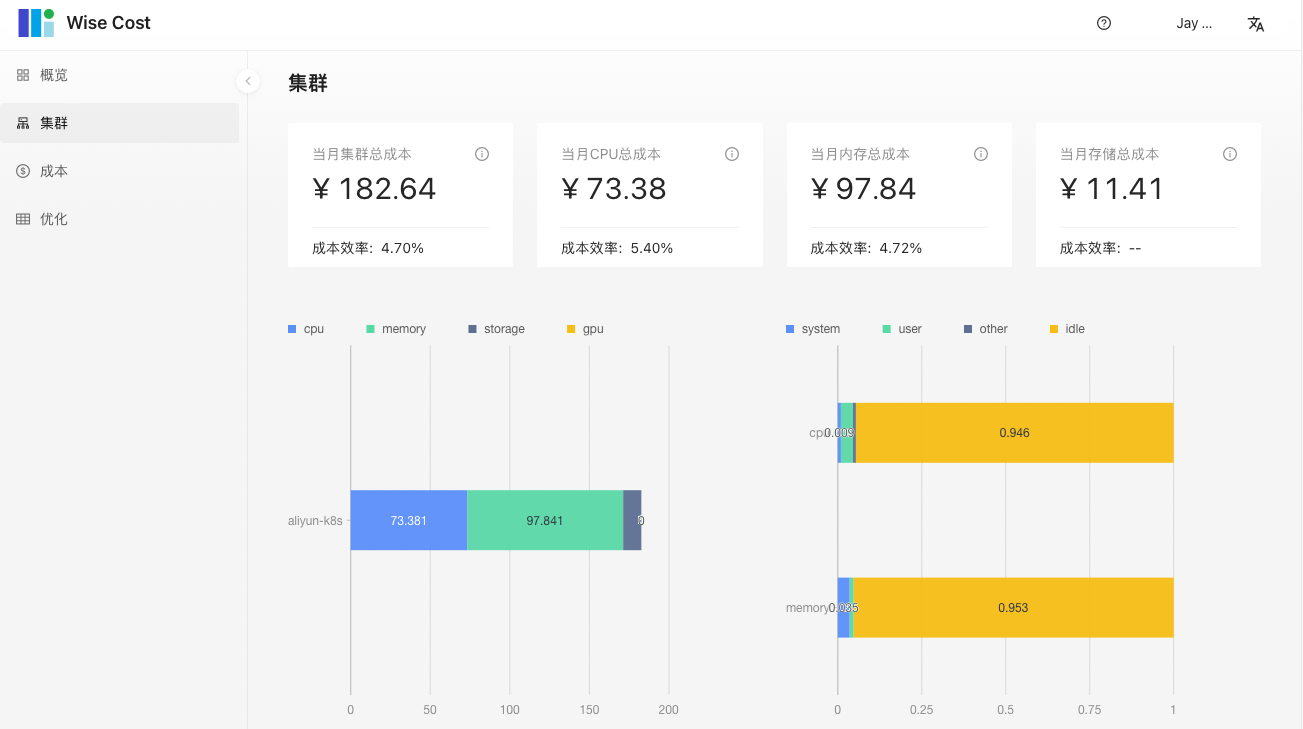 Wise Cost
Jay ...
概览
集群
成本
优化
集群
当月集群总成本
¥ 182.64
成本效率: 4.70%
当月CPU总成本
¥ 73.38
成本效率: 5.40%
当月内存总成本
¥ 97.84
成本效率: 4.72%
当月存储总成本
¥ 11.41
成本效率: --
cpu memory storage gpu
aliyun-k8s 73.381 97.841 0
0 50 100 150 200
system user other idle
cpu 0.009 0.946
memory 0.035 0.953
0 0.25 0.5 0.75 1